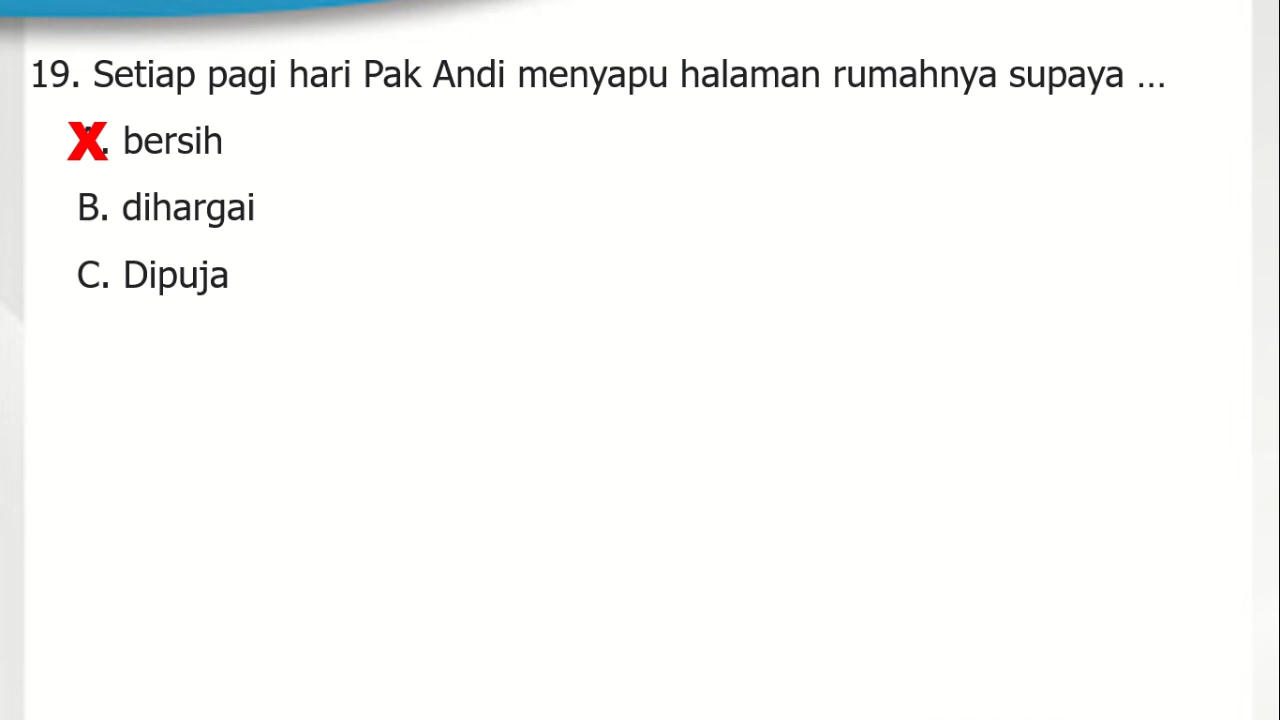 19. Setiap pagi hari Pak Andi menyapu halaman rumahnya supaya ...
X. bersih
B. dihargai
C. Dipuja